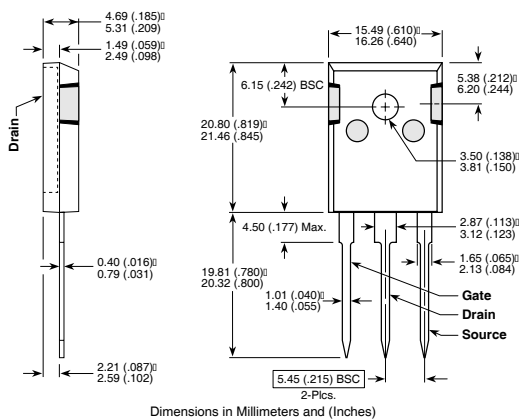 4.69 (.185)
5.31 (.209)
1.49 (.059)
2.49 (.098)
15.49 (.610)
16.26 (.640)
6.15 (.242) BSC
5.38 (.212)
6.20 (.244)
Drain
20.80 (.819)
21.46 (.845)
3.50 (.138)
3.81 (.150)
4.50 (.177) Max.
2.87 (.113)
3.12 (.123)
0.40 (.016)
0.79 (.031)
19.81 (.780)
20.32 (.800)
1.65 (.065)
2.13 (.084)
1.01 (.040)
1.40 (.055)
Gate
Drain
Source
2.21 (.087)
2.59 (.102)
5.45 (.215) BSC
2-Plcs.
Dimensions in Millimeters and (Inches)